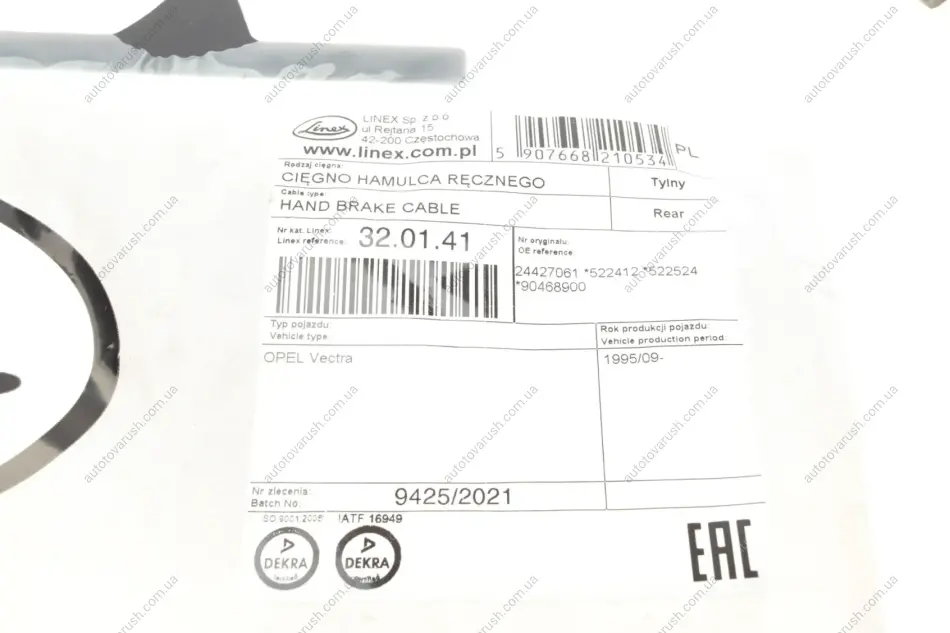 Linex
LINEX Sp. z o.o
ul Rejtana 15
42-200 Częstochowa
www.linex.com.pl
5 907668 210534
PL
Rodzaj cięgna:
CIĘGNO HAMULCA RĘCZNEGO
Tylny
Cable type:
HAND BRAKE CABLE
Rear
Nr kat. Linex:
Linex reference:
32.01.41
Nr oryginału:
OE reference
24427061 *522412 *522524
*90468900
Typ pojazdu:
Vehicle type
Rok produkcji pojazdu:
Vehicle production period:
OPEL Vectra
1995/09-
Nr zlecenia:
Batch No.
9425/2021
ISO 9001:2008
IATF 16949
DEKRA
DEKRA
EAC
autotovarush.com.ua